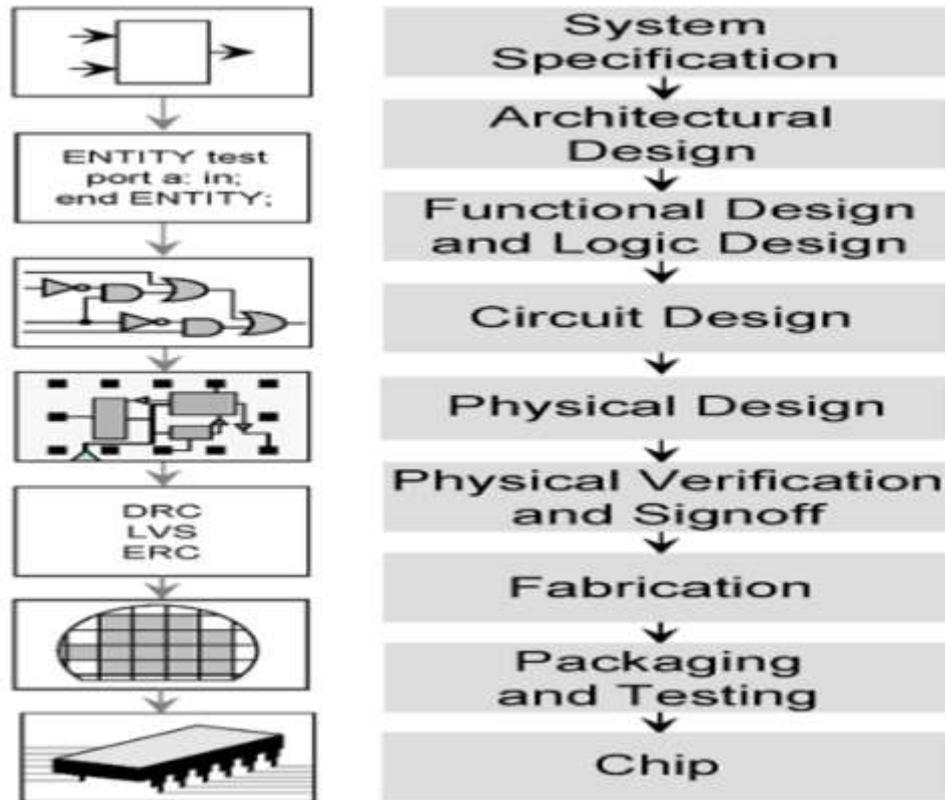 System
Specification
Architectural
Design
ENTITY test
port a: in;
end ENTITY;
Functional Design
and Logic Design
Circuit Design
Physical Design
Physical Verification
and Signoff
DRC
LVS
ERC
Fabrication
Packaging
and Testing
Chip